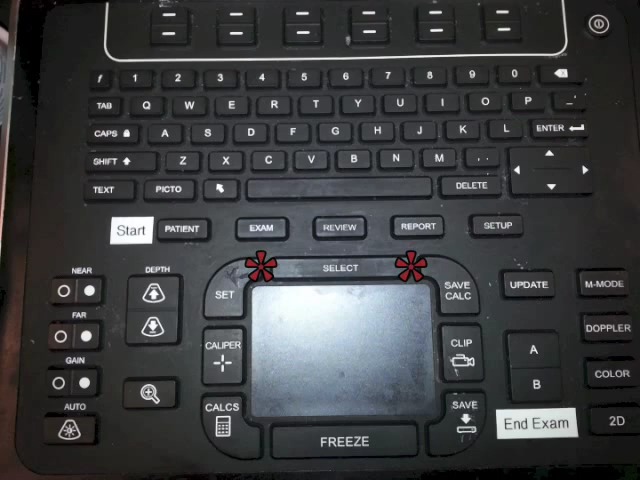 f 1 2 3 4 5 6 7 8 9 0
TAB Q W E R T Y U I O P _
CAPS A S D F G H J K L ENTER
SHIFT Z X C V B N M , .
TEXT PICTO DELETE
Start PATIENT EXAM REVIEW REPORT SETUP
SELECT
NEAR DEPTH SET SAVE CALC UPDATE M-MODE
FAR CALIPER CLIP A DOPPLER
GAIN B COLOR
AUTO CALCS SAVE End Exam 2D
FREEZE